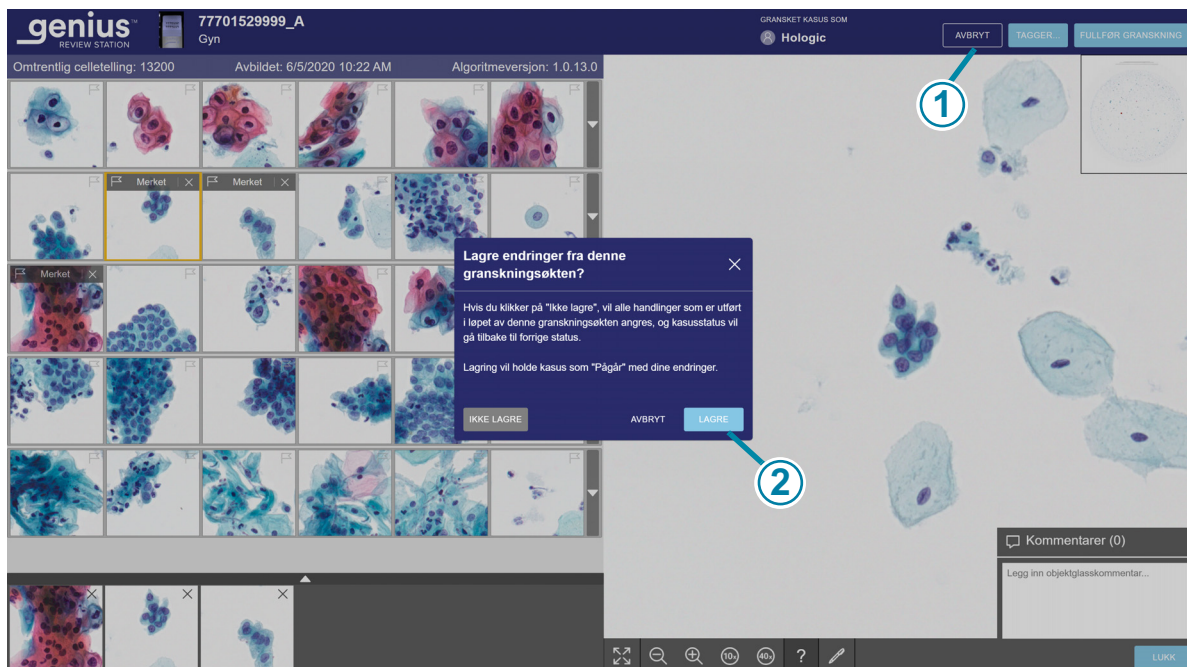 genius™
REVIEW STATION
77701529999_A
Gyn
GRANSKET KASUS SOM
Hologic
AVBRYT
TAGGER...
FULLFØR GRANSKNING
Omtrentlig celletelling: 13200
Avbildet: 6/5/2020 10:22 AM
Algoritmeversjon: 1.0.13.0
1
Merket
Merket
Merket
Lagre endringer fra denne
granskningsøkten?
Hvis du klikker på "Ikke lagre", vil alle handlinger som er utført
i løpet av denne granskningsøkten angres, og kasusstatus vil
gå tilbake til forrige status.
Lagring vil holde kasus som "Pågår" med dine endringer.
IKKE LAGRE
AVBRYT
LAGRE
2
Kommentarer (0)
Legg inn objektglasskommentar...
10x
40x
?
LUKK